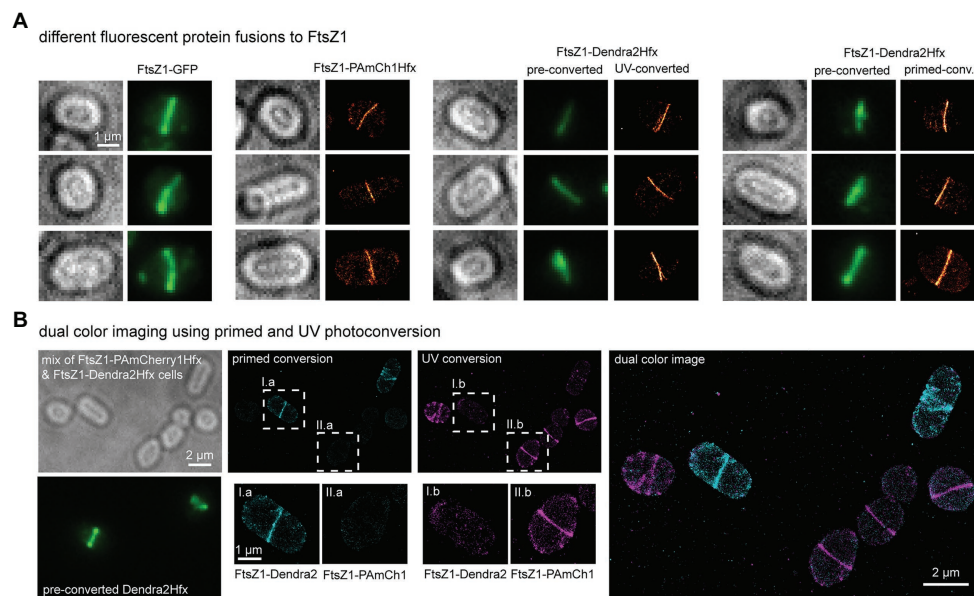 A
different fluorescent protein fusions to FtsZ1
FtsZ1-GFP
FtsZ1-PAmCh1Hfx
FtsZ1-Dendra2Hfx
pre-converted UV-converted
FtsZ1-Dendra2Hfx
pre-converted primed-conv.
1 µm
B
dual color imaging using primed and UV photoconversion
mix of FtsZ1-PAmCherry1Hfx
& FtsZ1-Dendra2Hfx cells
2 µm
primed conversion
I.a
II.a
UV conversion
I.b
II.b
dual color image
2 µm
pre-converted Dendra2Hfx
I.a
II.a
1 µm
FtsZ1-Dendra2 FtsZ1-PAmCh1
I.b
II.b
FtsZ1-Dendra2 FtsZ1-PAmCh1